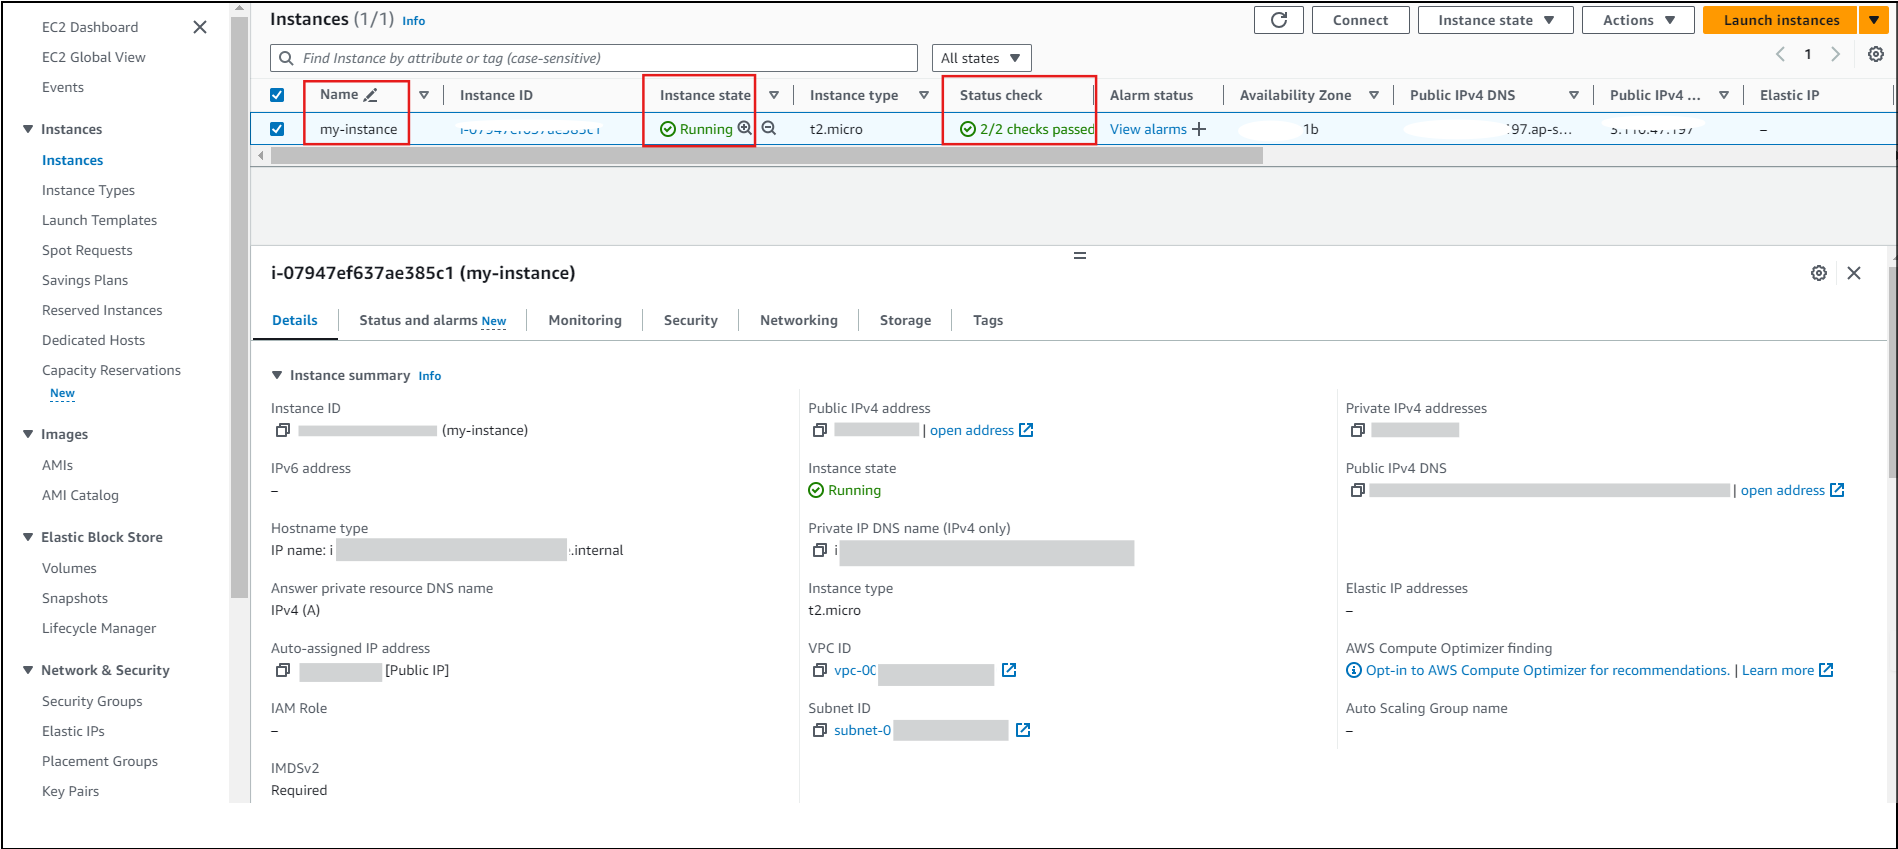 EC2 Dashboard
EC2 Global View
Events
Instances
Instances
Instance Types
Launch Templates
Spot Requests
Savings Plans
Reserved Instances
Dedicated Hosts
Capacity Reservations
New
Images
AMIs
AMI Catalog
Elastic Block Store
Volumes
Snapshots
Lifecycle Manager
Network & Security
Security Groups
Elastic IPs
Placement Groups
Key Pairs
Instances (1/1) Info
Connect Instance state Actions Launch instances
Find Instance by attribute or tag (case-sensitive) All states 1
Name Instance ID Instance state Instance type Status check Alarm status Availability Zone Public IPv4 DNS Public IPv4 ... Elastic IP
my-instance Running t2.micro 2/2 checks passed View alarms 1b 97.ap-s... –
i-07947ef637ae385c1 (my-instance)
Details Status and alarms New Monitoring Security Networking Storage Tags
Instance summary Info
Instance ID
(my-instance)
Public IPv4 address
| open address
Private IPv4 addresses
IPv6 address
–
Instance state
Running
Public IPv4 DNS
| open address
Hostname type
IP name: i .internal
Private IP DNS name (IPv4 only)
i
Answer private resource DNS name
IPv4 (A)
Instance type
t2.micro
Elastic IP addresses
–
Auto-assigned IP address
[Public IP]
VPC ID
vpc-00
AWS Compute Optimizer finding
Opt-in to AWS Compute Optimizer for recommendations. | Learn more
IAM Role
–
Subnet ID
subnet-0
Auto Scaling Group name
–
IMDSv2
Required